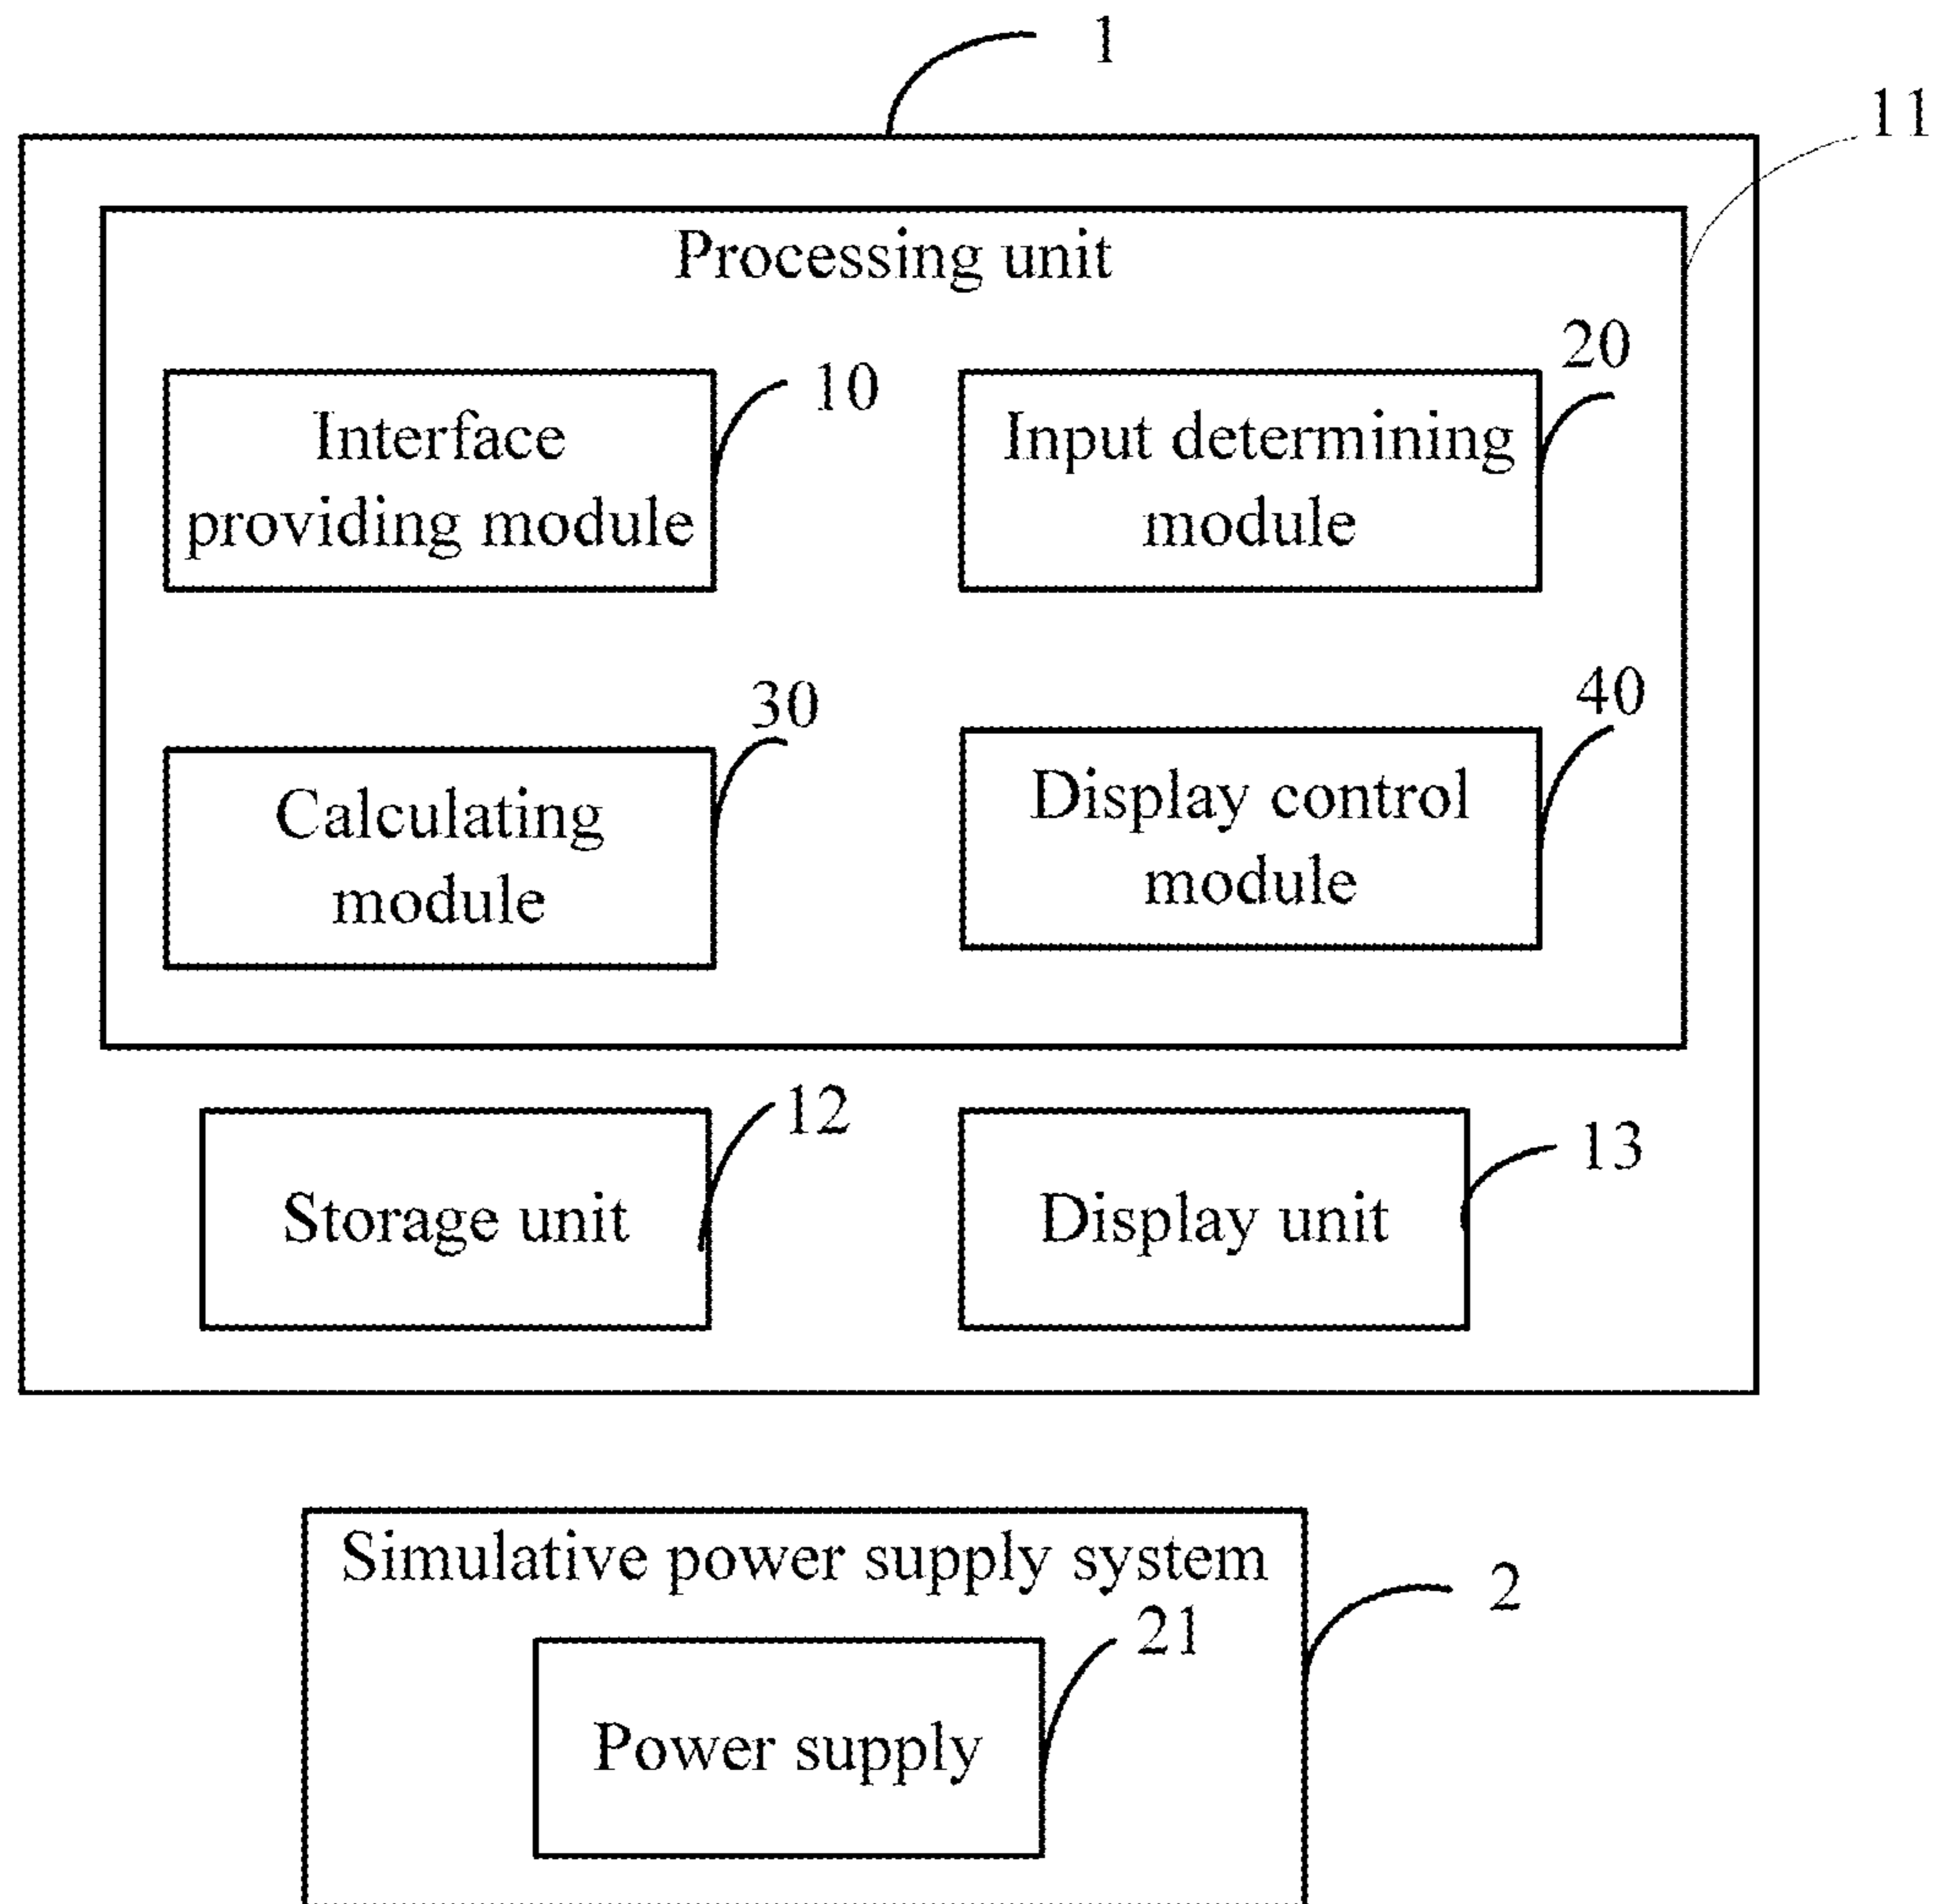 1
11
Processing unit
20
10
Interface
providing module
Input determining
module
30
40
Calculating
module
Display control
module
12
13
Storage unit
Display unit
Simulative power supply system
2
21
Power supply